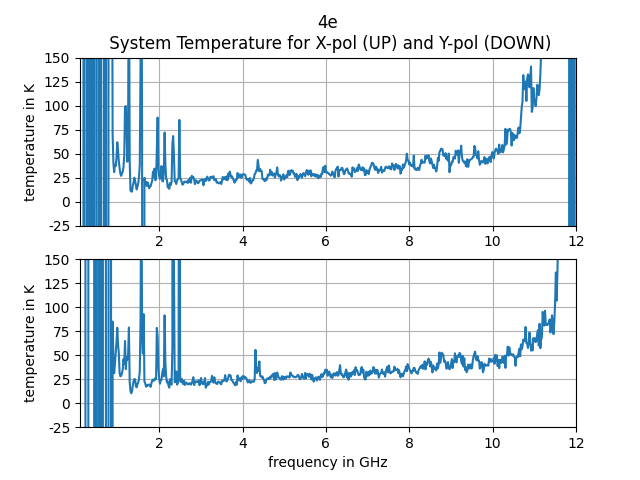 4e
System Temperature for X-pol (UP) and Y-pol (DOWN)
temperature in K
150
125
100
75
50
25
0
-25
2 4 6 8 10 12
temperature in K
150
125
100
75
50
25
0
-25
2 4 6 8 10 12
frequency in GHz